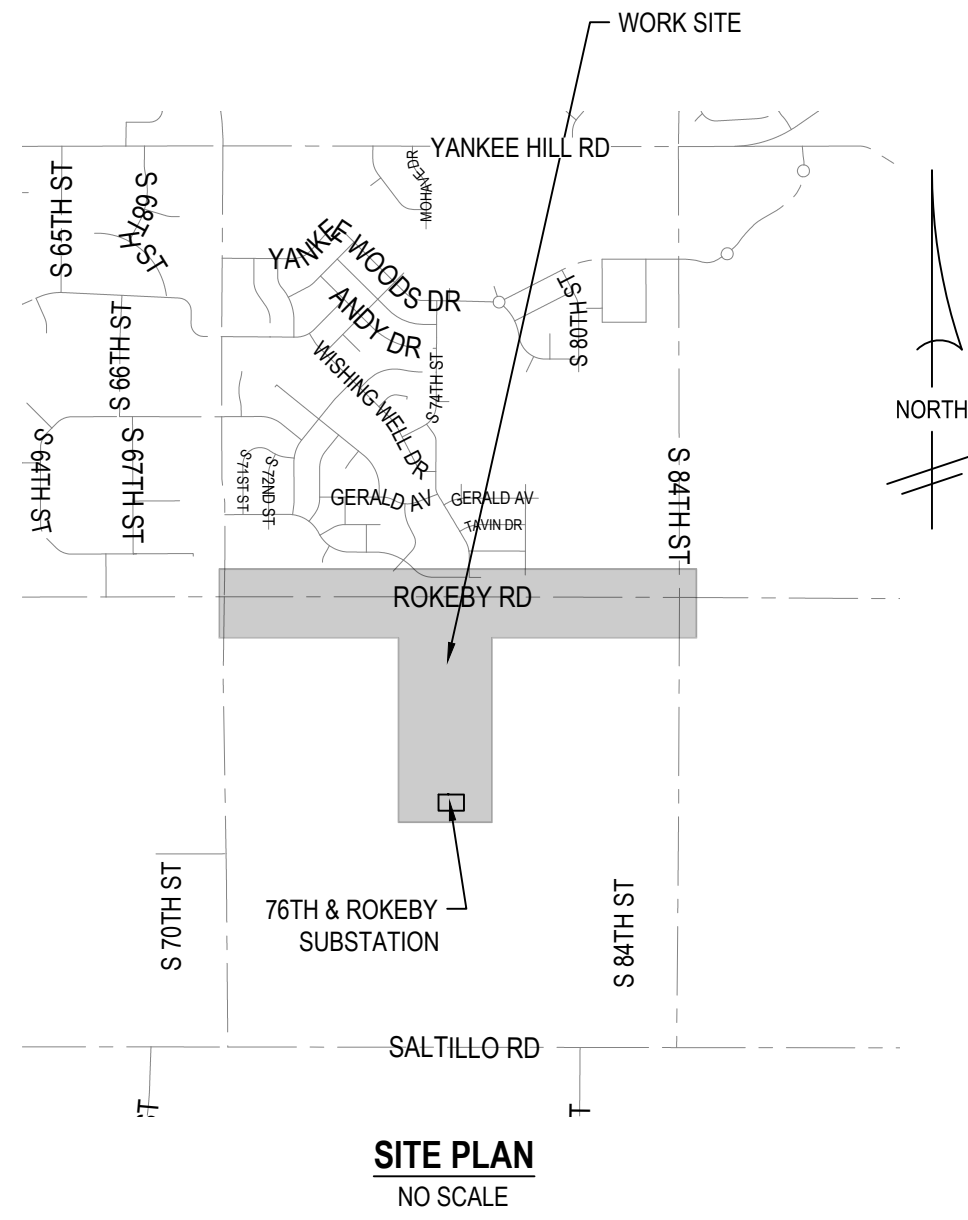 WORK SITE
YANKEE HILL RD
MOHAVE DR
S 65TH ST
S 68TH ST
YANKEE WOODS DR
ANDY DR
S 80TH ST
S 66TH ST
WISHING WELL DR
S 74TH ST
NORTH
S 64TH ST
S 67TH ST
S 71ST ST
S 72ND ST
GERALD AV
GERALD AV
TAVIN DR
S 84TH ST
ROKEBY RD
76TH & ROKEBY
SUBSTATION
S 70TH ST
S 84TH ST
SALTILLO RD
SITE PLAN
NO SCALE